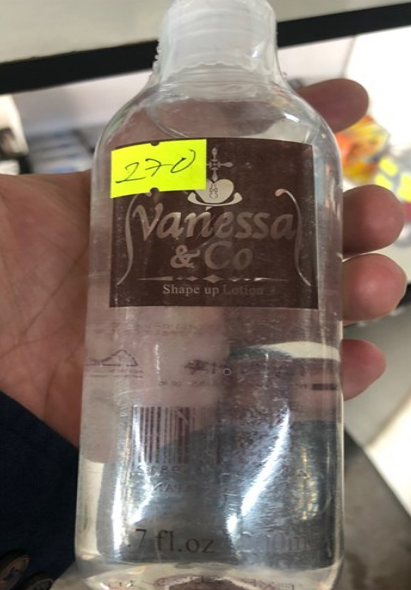 270
Vanessa
& Co
Shape up Lotion
7 fl.oz